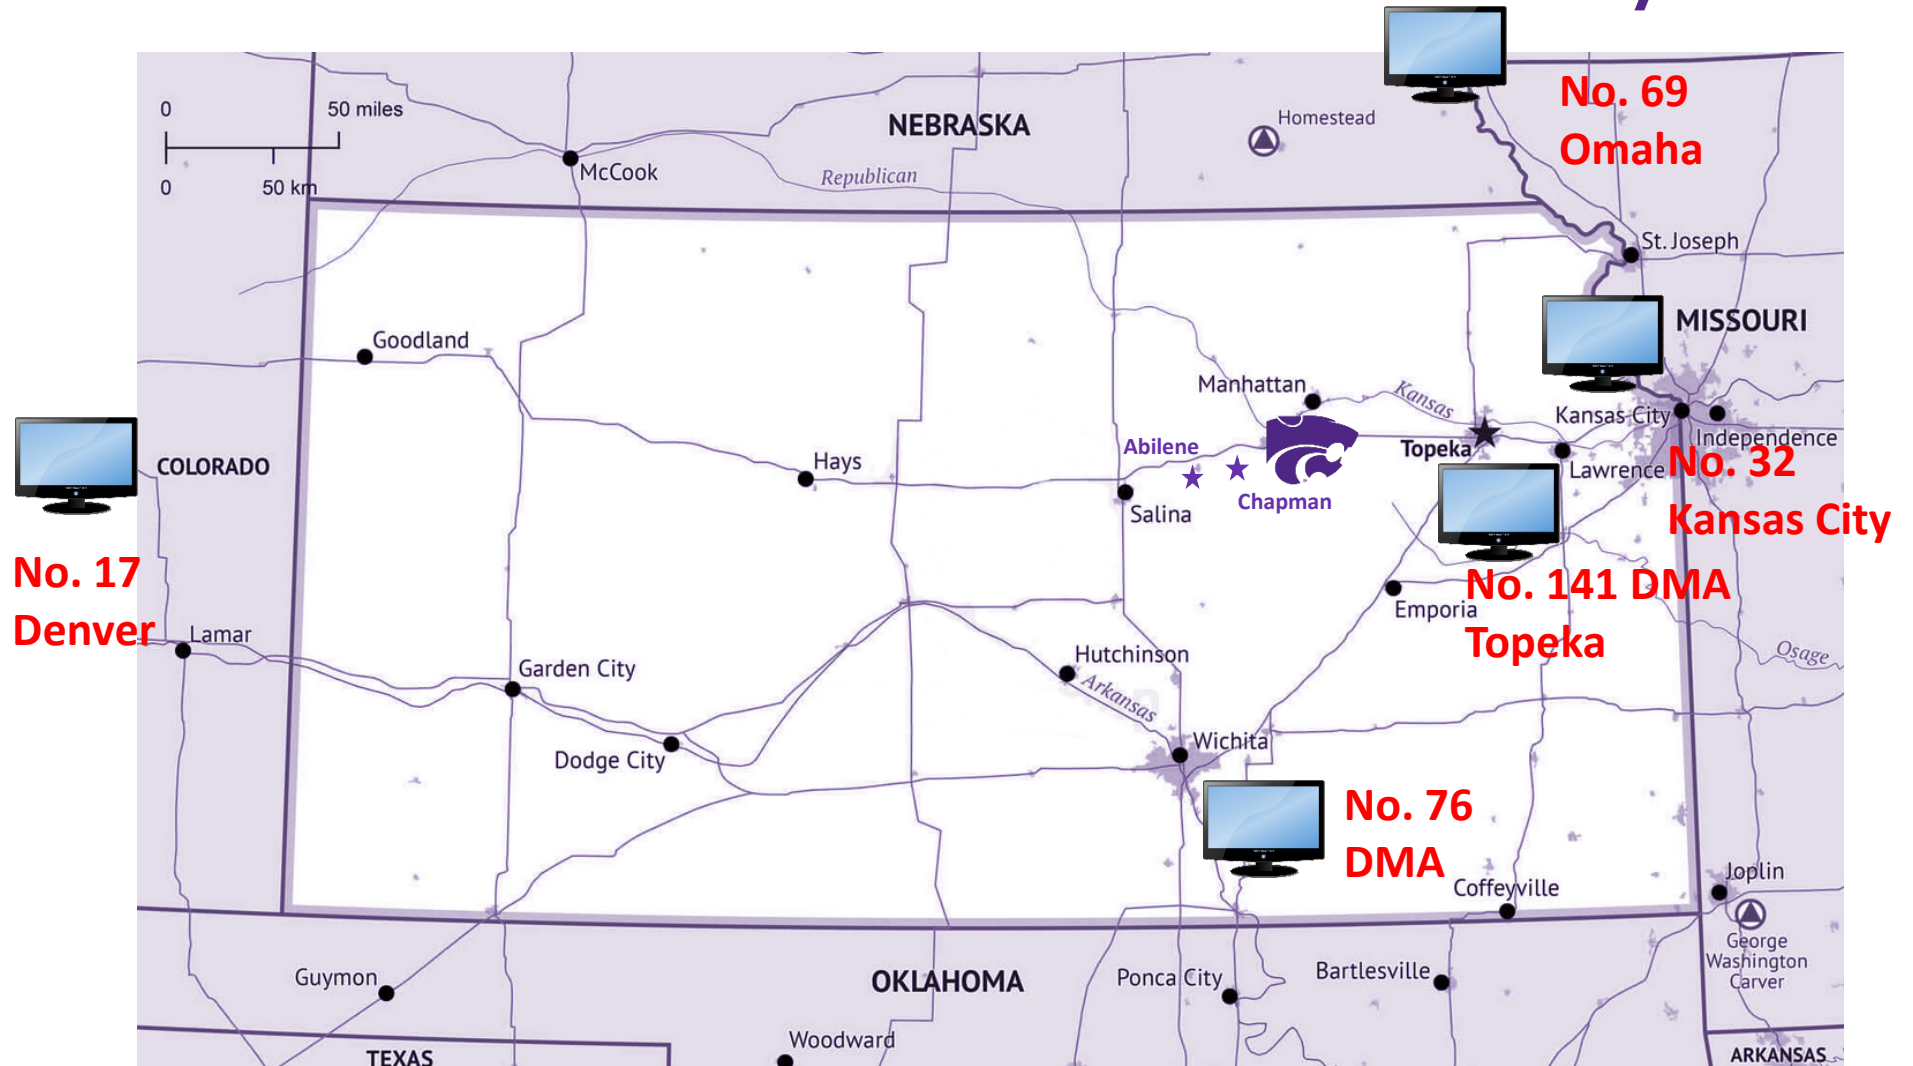 0
50 miles
0
50 km
NEBRASKA
Homestead
No. 69
Omaha
McCook
Republican
St. Joseph
MISSOURI
Goodland
Manhattan
Kansas
Kansas City
Independence
COLORADO
Hays
Abilene
Topeka
Lawrence
No. 32
Kansas City
Salina
Chapman
No. 17
Denver
No. 141 DMA
Topeka
Emporia
Lamar
Osage
Garden City
Hutchinson
Arkansas
Wichita
Dodge City
No. 76
DMA
Coffeyville
Joplin
George
Washington
Carver
Guymon
OKLAHOMA
Ponca City
Bartlesville
Woodward
TEXAS
ARKANSAS